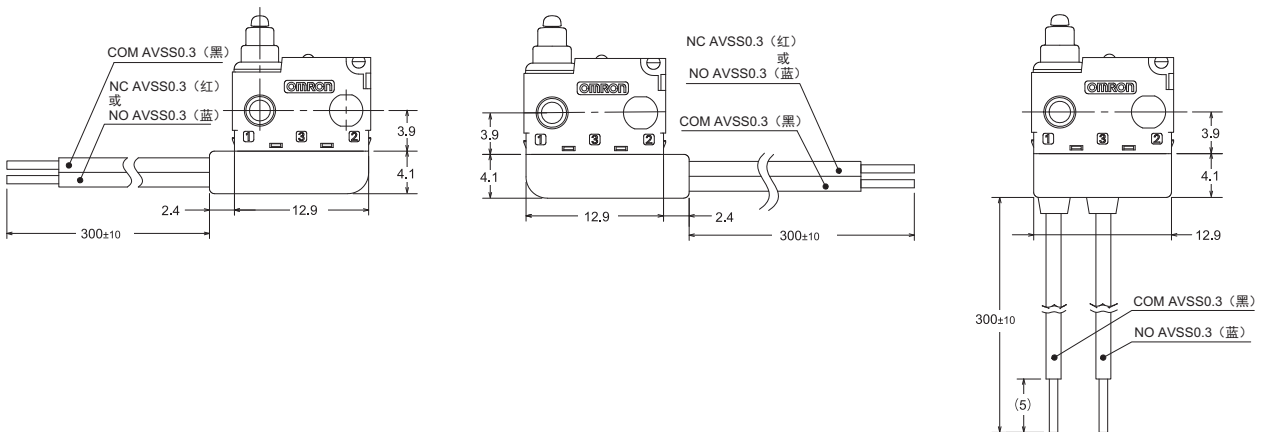 COM AVSS0.3（黑）
NC AVSS0.3（红）
或
NO AVSS0.3（蓝）
OMRON
1 3 2
3.9
4.1
2.4
12.9
300±10
NC AVSS0.3（红）
或
NO AVSS0.3（蓝）
COM AVSS0.3（黑）
OMRON
1 3 2
3.9
4.1
12.9
2.4
300±10
OMRON
1 3 2
3.9
4.1
12.9
300±10
COM AVSS0.3（黑）
NO AVSS0.3（蓝）
(5)